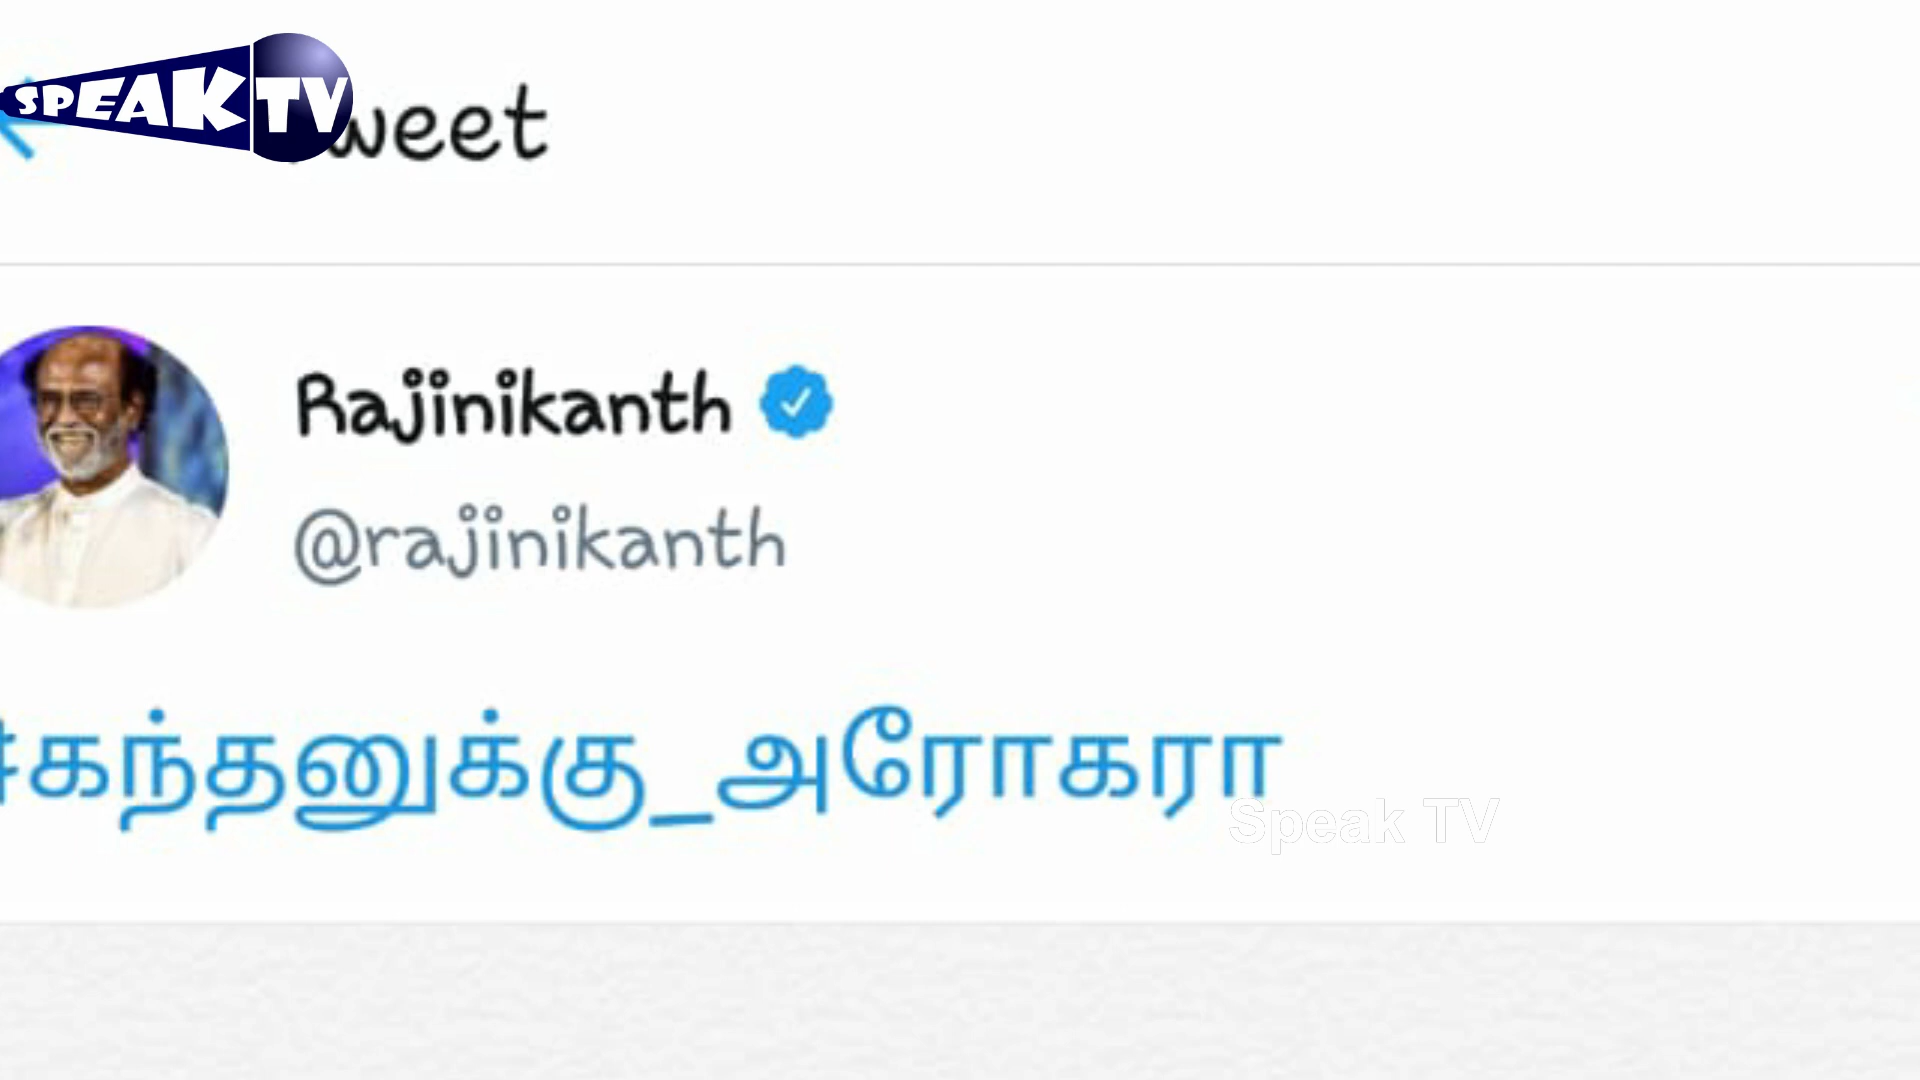 SPEAK TV
weet
Rajinikanth
@rajinikanth
#கந்தனுக்கு_அரோகரா
Speak TV